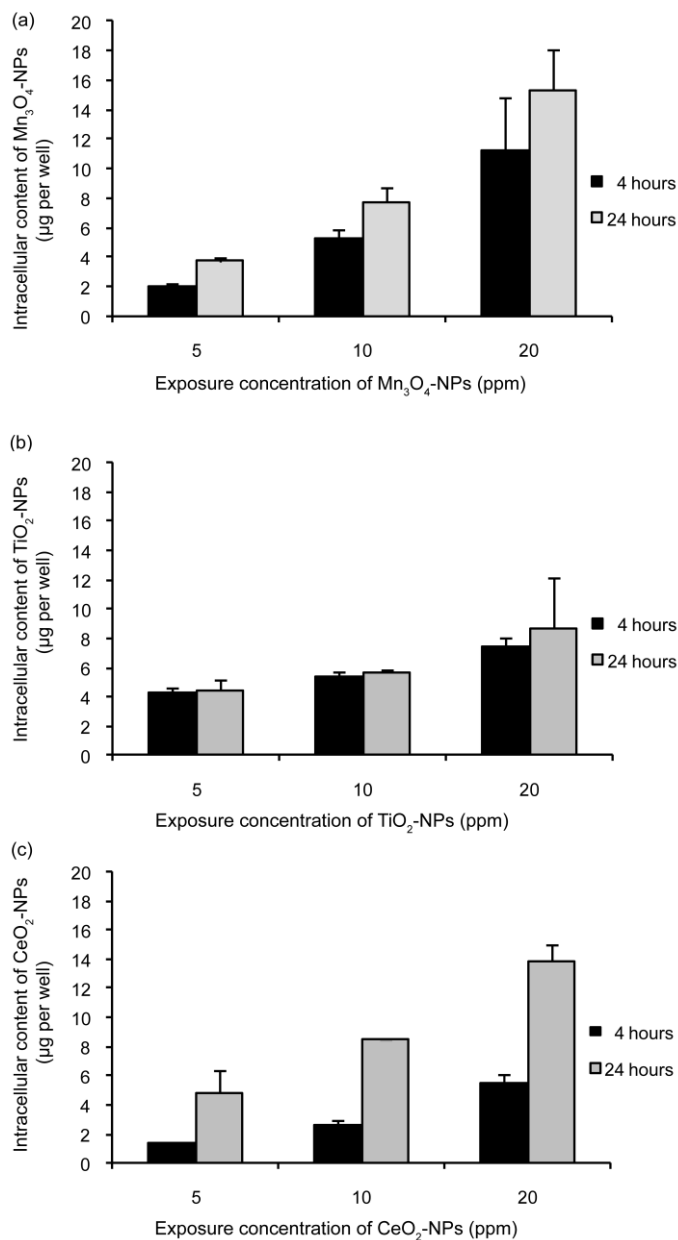 (a)
Intracellular content of Mn₃O₄-NPs
(µg per well)
20
18
16
14
12
10
8
6
4
2
0
4 hours
24 hours
5 10 20
Exposure concentration of Mn₃O₄-NPs (ppm)
(b)
Intracellular content of TiO₂-NPs
(µg per well)
20
18
16
14
12
10
8
6
4
2
0
4 hours
24 hours
5 10 20
Exposure concentration of TiO₂-NPs (ppm)
(c)
Intracellular content of CeO₂-NPs
(µg per well)
20
18
16
14
12
10
8
6
4
2
0
4 hours
24 hours
5 10 20
Exposure concentration of CeO₂-NPs (ppm)